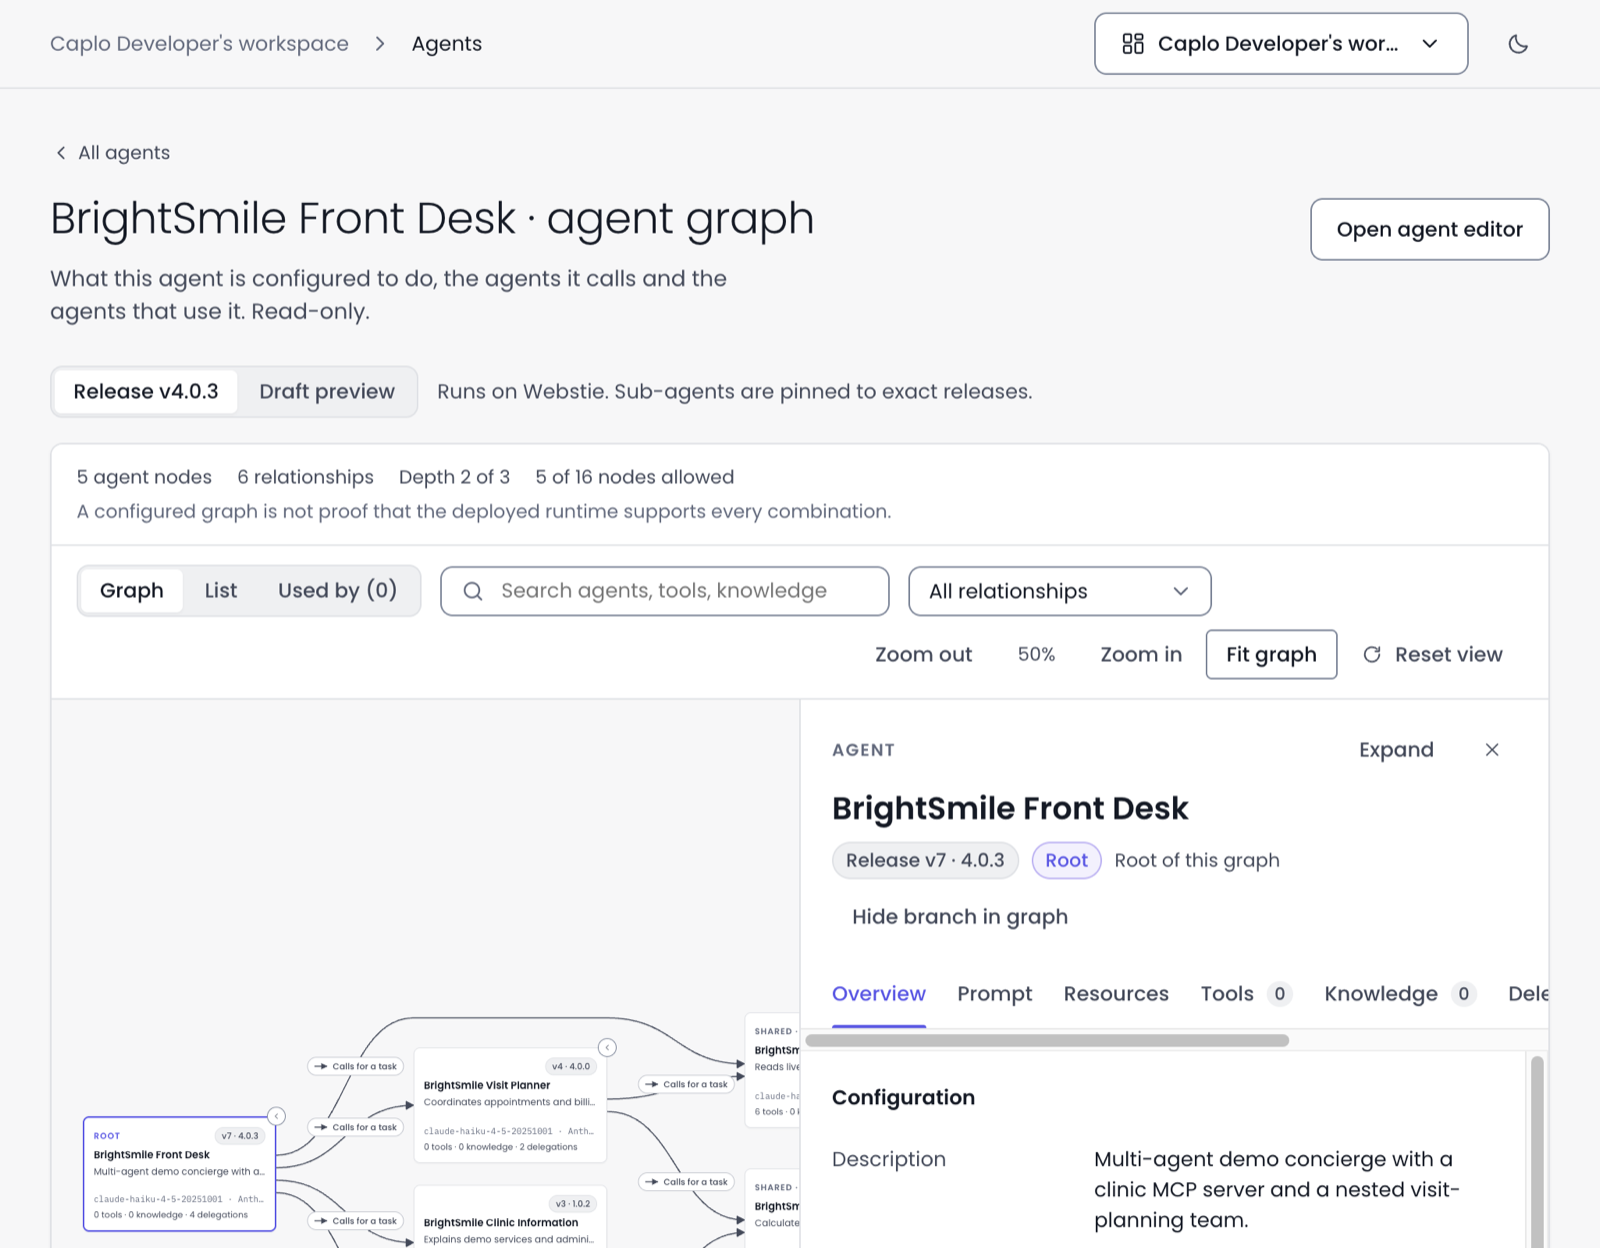 Caplo Developer's workspace > Agents
Caplo Developer's wor...
All agents
BrightSmile Front Desk · agent graph
Open agent editor
What this agent is configured to do, the agents it calls and the
agents that use it. Read-only.
Release v4.0.3
Draft preview
Runs on Webstie. Sub-agents are pinned to exact releases.
5 agent nodes
6 relationships
Depth 2 of 3
5 of 16 nodes allowed
A configured graph is not proof that the deployed runtime supports every combination.
Graph
List
Used by (0)
Search agents, tools, knowledge
All relationships
Zoom out
50%
Zoom in
Fit graph
Reset view
ROOT
v7 · 4.0.3
BrightSmile Front Desk
Multi-agent demo concierge with a...
claude-haiku-4-5-20251001 · Anth...
0 tools · 0 knowledge · 4 delegations
Calls for a task
Calls for a task
Calls for a task
v4 · 4.0.0
BrightSmile Visit Planner
Coordinates appointments and billi...
claude-haiku-4-5-20251001 · Anth...
0 tools · 0 knowledge · 2 delegations
v3 · 1.0.2
BrightSmile Clinic Information
Explains demo services and admini...
Calls for a task
Calls for a task
SHARED ·
BrightSm
Reads live
claude-ha
6 tools · 0 k
SHARED ·
BrightSm
Calculate
AGENT
Expand
BrightSmile Front Desk
Release v7 · 4.0.3
Root
Root of this graph
Hide branch in graph
Overview
Prompt
Resources
Tools 0
Knowledge 0
Dele
Configuration
Description
Multi-agent demo concierge with a
clinic MCP server and a nested visit-
planning team.